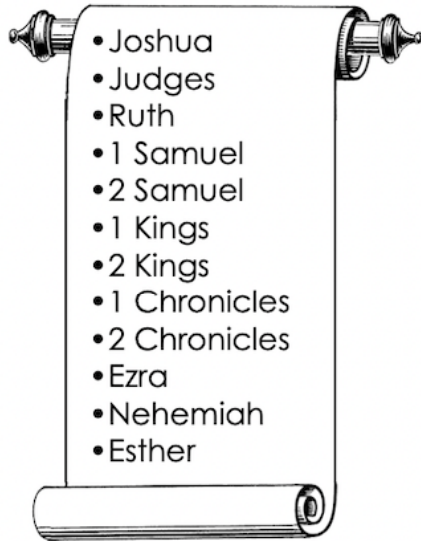 •Joshua
•Judges
•Ruth
•1 Samuel
•2 Samuel
•1 Kings
•2 Kings
•1 Chronicles
•2 Chronicles
•Ezra
•Nehemiah
•Esther